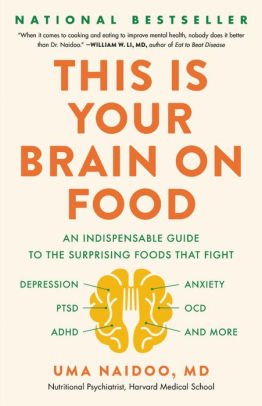 NATIONAL BESTSELLER
"When it comes to cooking and eating to improve mental health, nobody does it better
than Dr. Naidoo." —WILLIAM W. LI, MD, author of Eat to Beat Disease
THIS IS
YOUR
BRAIN ON
FOOD
AN INDISPENSABLE GUIDE
TO THE SURPRISING FOODS THAT FIGHT
DEPRESSION
ANXIETY
PTSD
OCD
ADHD
AND MORE
UMA NAIDOO, MD
Nutritional Psychiatrist, Harvard Medical School